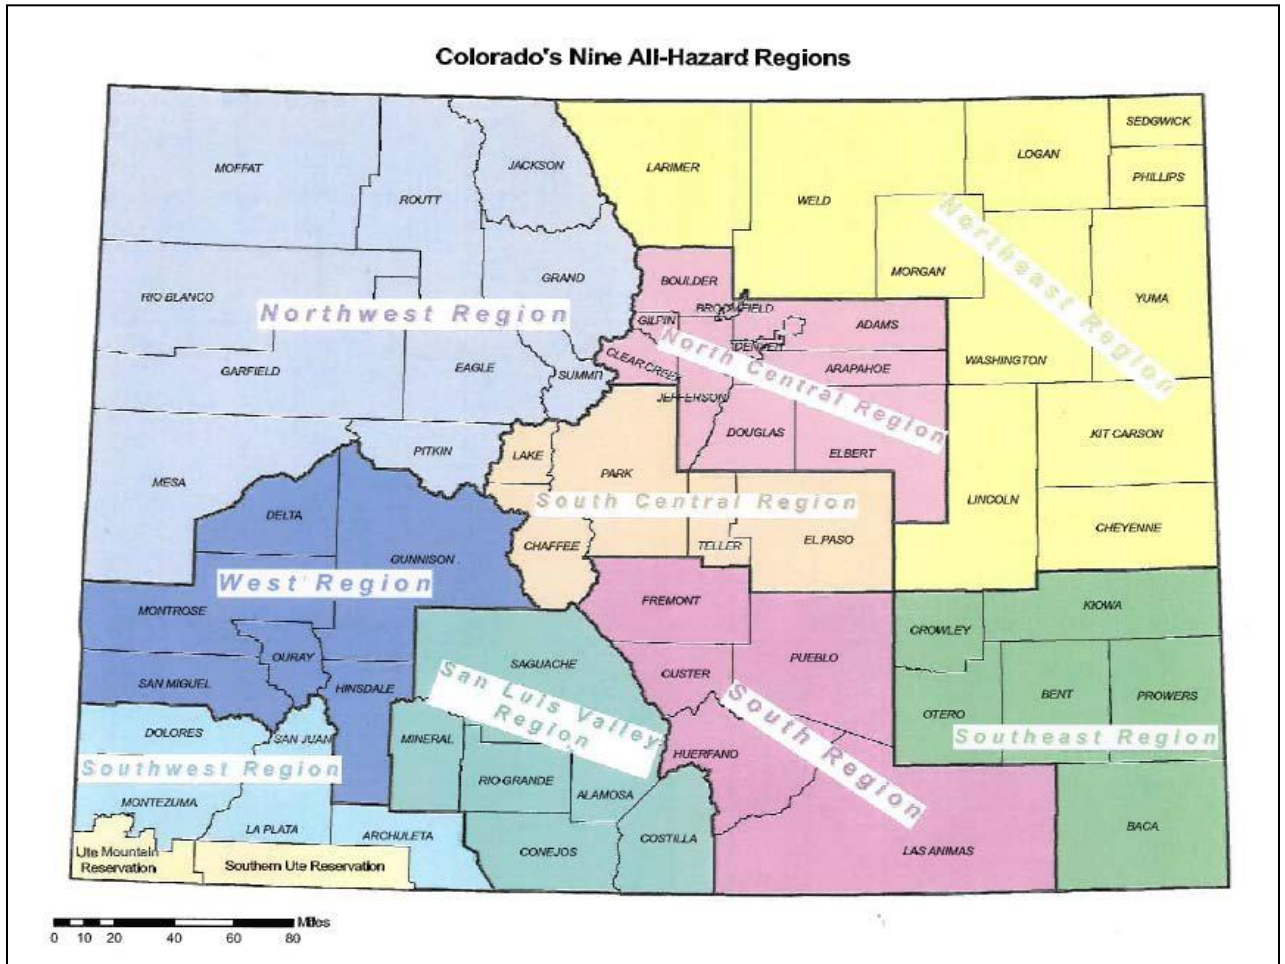 Colorado's Nine All-Hazard Regions
SEDGWICK
LOGAN
JACKSON
LARIMER
MOFFAT
PHILLIPS
ROUTT
WELD
Northeast Region
MORGAN
GRAND
BOULDER
RIO BLANCO
YUMA
Northwest Region
BROOMFIELD
GILPIN
ADAMS
DENVER
North Central Region
WASHINGTON
CLEAR CREEK
GARFIELD
EAGLE
SUMMIT
ARAPAHOE
JEFFERSON
DOUGLAS
KIT CARSON
PITKIN
LAKE
ELBERT
PARK
MESA
South Central Region
LINCOLN
DELTA
CHEYENNE
CHAFFEE
TELLER
EL PASO
GUNNISON
West Region
MONTROSE
FREMONT
KIOWA
CROWLEY
OURAY
SAGUACHE
PUEBLO
CUSTER
SAN MIGUEL
HINSDALE
San Luis Valley
Region
BENT
PROWERS
OTERO
South Region
DOLORES
SAN JUAN
MINERAL
Southeast Region
HUERFANO
Southwest Region
RIO GRANDE
ALAMOSA
MONTEZUMA
LA PLATA
ARCHULETA
COSTILLA
BACA
CONEJOS
LAS ANIMAS
Ute Mountain
Reservation
Southern Ute Reservation
Miles
0 10 20 40 60 80